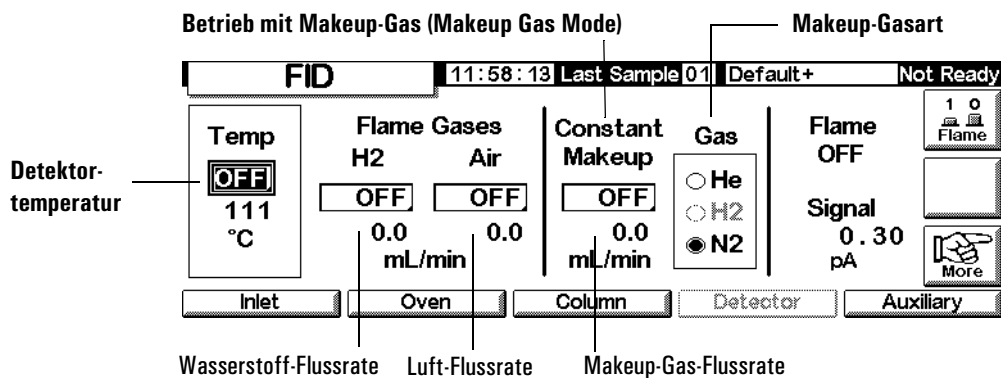 Betrieb mit Makeup-Gas (Makeup Gas Mode)
Makeup-Gasart
FID
11:58:13 Last Sample 01 Default+ Not Ready
Detektor-
temperatur
Temp
OFF
111
°C
Flame Gases
H2 Air
OFF OFF
0.0 0.0
mL/min
Constant
Makeup
OFF
0.0
mL/min
Gas
He
H2
N2
Flame
OFF
Signal
0.30
pA
1 0
Flame
More
Inlet Oven Column Detector Auxiliary
Wasserstoff-Flussrate Luft-Flussrate Makeup-Gas-Flussrate